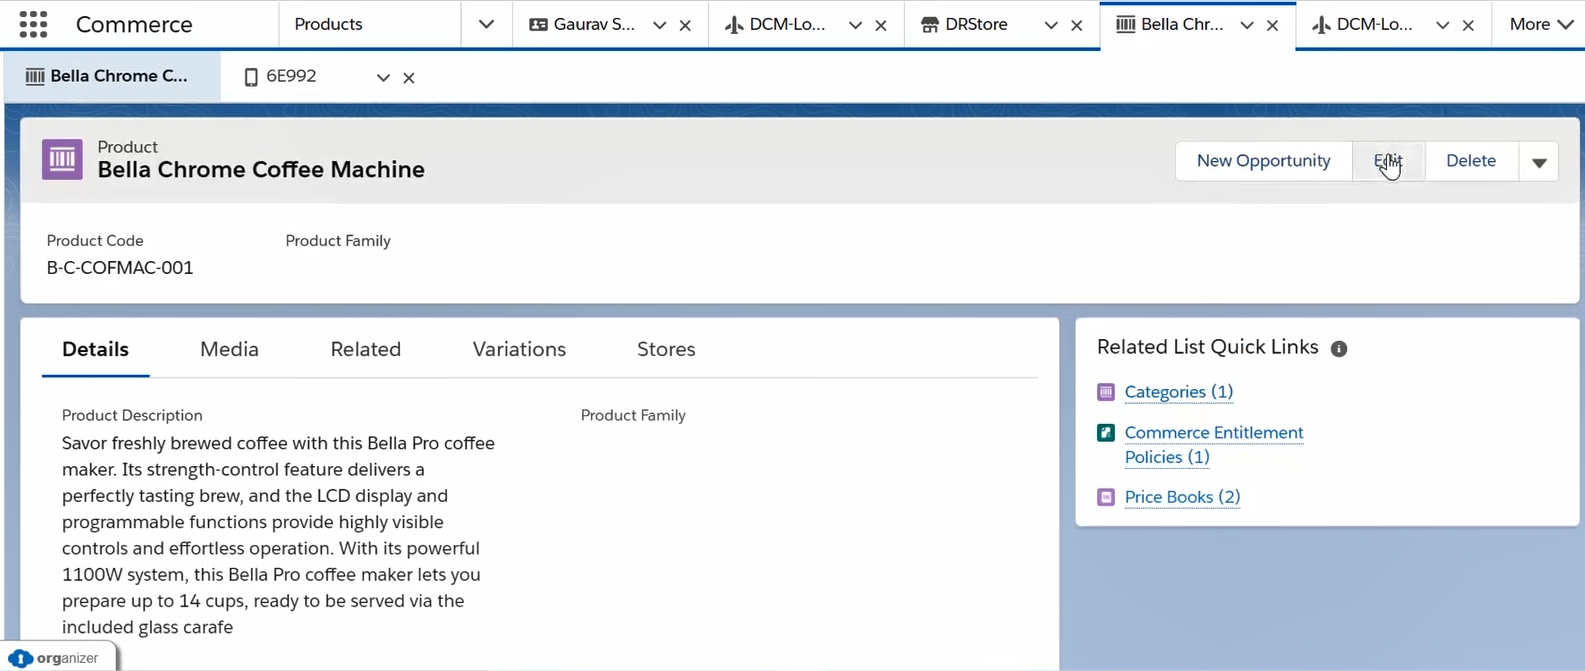 Commerce
Products
Gaurav S...
DCM-Lo...
DRStore
Bella Chr...
DCM-Lo...
More
Bella Chrome C...
6E992
Product
Bella Chrome Coffee Machine
New Opportunity
Edit
Delete
Product Code
Product Family
B-C-COFMAC-001
Details
Media
Related
Variations
Stores
Product Description
Product Family
Savor freshly brewed coffee with this Bella Pro coffee
maker. Its strength-control feature delivers a
perfectly tasting brew, and the LCD display and
programmable functions provide highly visible
controls and effortless operation. With its powerful
1100W system, this Bella Pro coffee maker lets you
prepare up to 14 cups, ready to be served via the
included glass carafe
Related List Quick Links
Categories (1)
Commerce Entitlement
Policies (1)
Price Books (2)
organizer